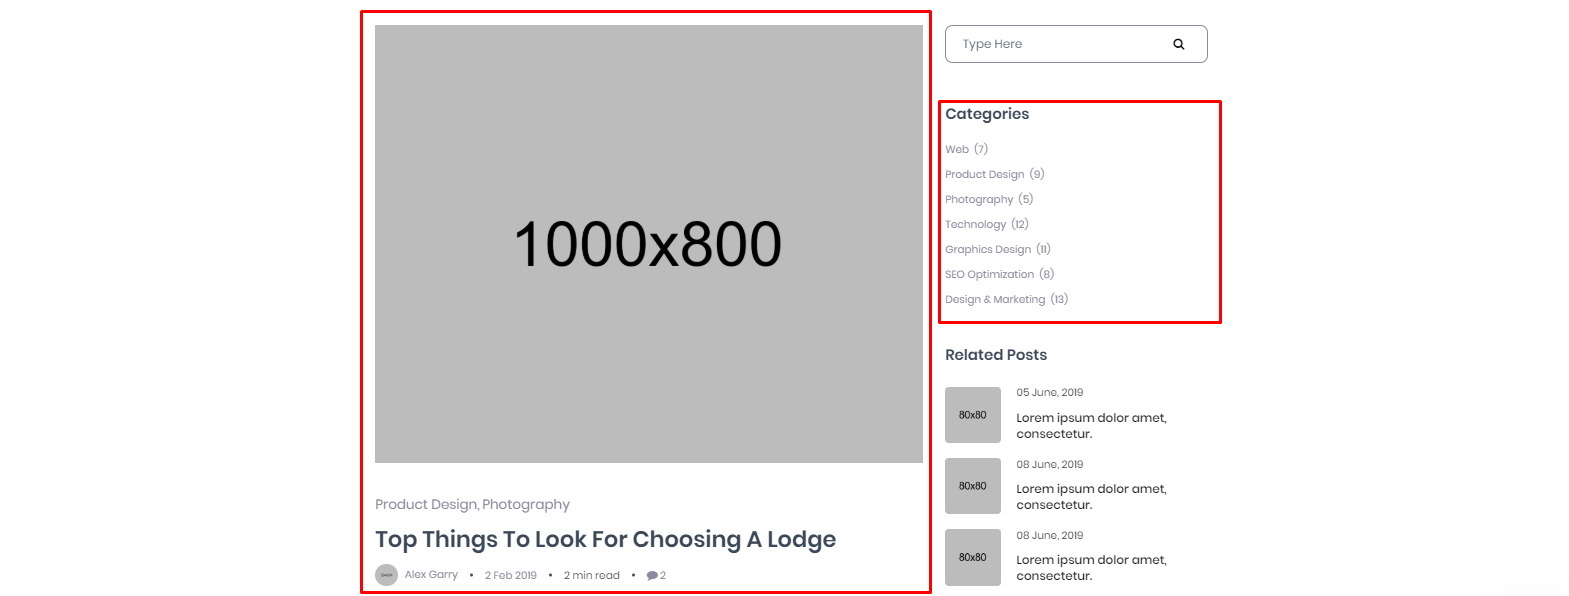 1000x800
Product Design, Photography
Top Things To Look For Choosing A Lodge
Alex Garry • 2 Feb 2019 • 2 min read • 2
Type Here
Categories
Web (7)
Product Design (9)
Photography (5)
Technology (12)
Graphics Design (11)
SEO Optimization (8)
Design & Marketing (13)
Related Posts
80x80
05 June, 2019
Lorem ipsum dolor amet,
consectetur.
80x80
08 June, 2019
Lorem ipsum dolor amet,
consectetur.
80x80
08 June, 2019
Lorem ipsum dolor amet,
consectetur.